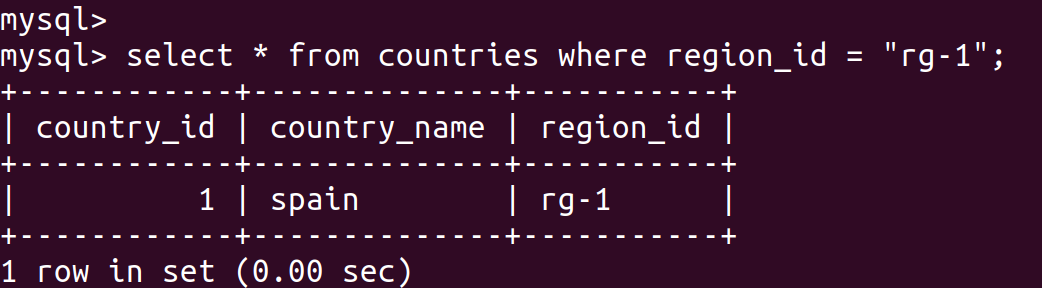 mysql>
mysql> select * from countries where region_id = "rg-1";
+------------+--------------+-----------+
| country_id | country_name | region_id |
+------------+--------------+-----------+
|          1 | spain        | rg-1      |
+------------+--------------+-----------+
1 row in set (0.00 sec)